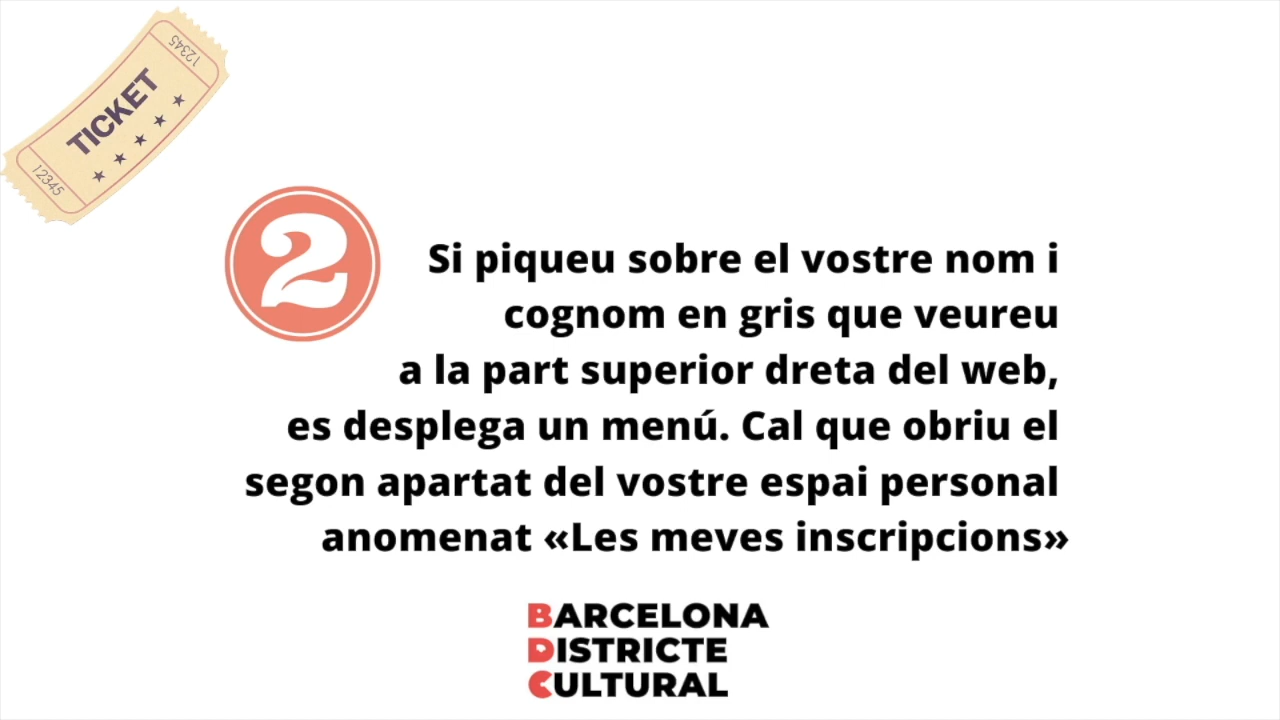 12345
TICKET
12345
2
Si piqueu sobre el vostre nom i
cognom en gris que veureu
a la part superior dreta del web,
es desplega un menú. Cal que obriu el
segon apartat del vostre espai personal
anomenat «Les meves inscripcions»
BARCELONA
DISTRICTE
CULTURAL